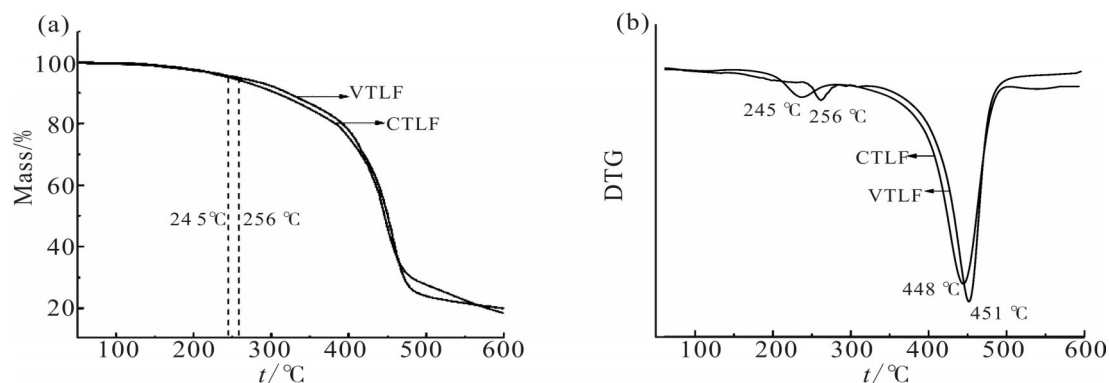 (a)
100
80
60
40
30
20
Mass/%
VTLF
CTLF
24 5℃
256 ℃
100 200 300 400 500 600
t/℃
(b)
DTG
245 ℃
256 ℃
CTLF
VTLF
448 ℃
451 ℃
100 200 300 400 500 600
t/℃